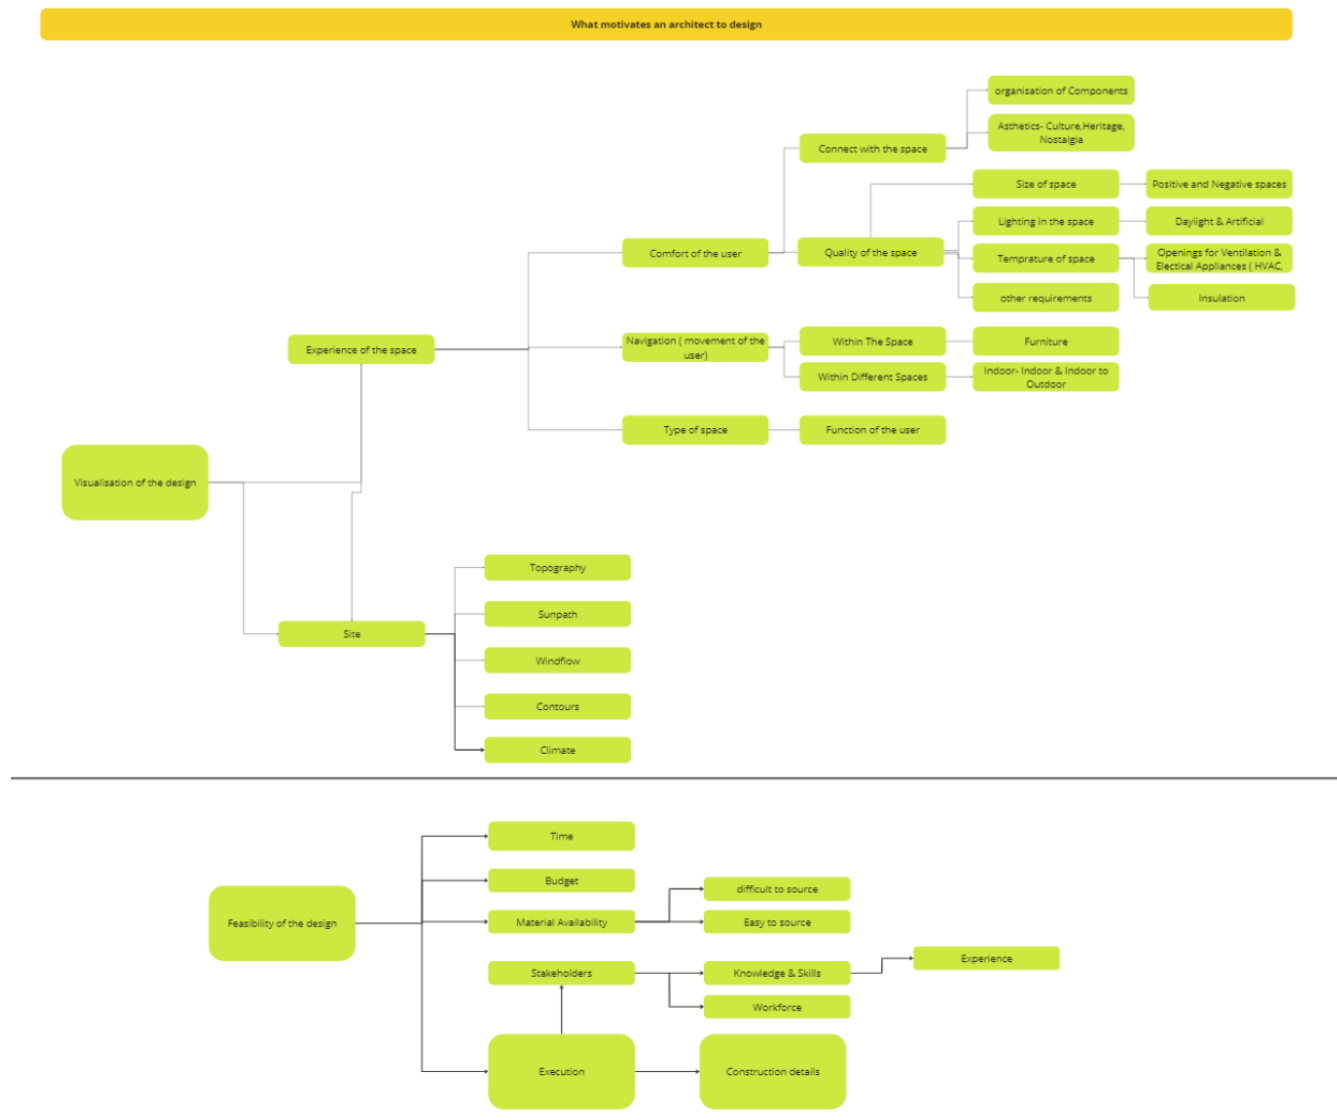 What motivates an architect to design
organisation of Components
Asthetics- Culture,Heritage,
Nostalgia
Connect with the space
Size of space
Positive and Negative spaces
Lighting in the space
Daylight & Artificial
Comfort of the user
Quality of the space
Temprature of space
Openings for Ventilation &
Electical Appliances ( HVAC,
other requirements
Insulation
Experience of the space
Navigation ( movement of the
user)
Within The Space
Furniture
Within Different Spaces
Indoor- Indoor & Indoor to
Outdoor
Type of space
Function of the user
Visualisation of the design
Topography
Sunpath
Site
Windflow
Contours
Climate
Time
Budget
difficult to source
Feasibility of the design
Material Availability
Easy to source
Stakeholders
Knowledge & Skills
Experience
Workforce
Execution
Construction details